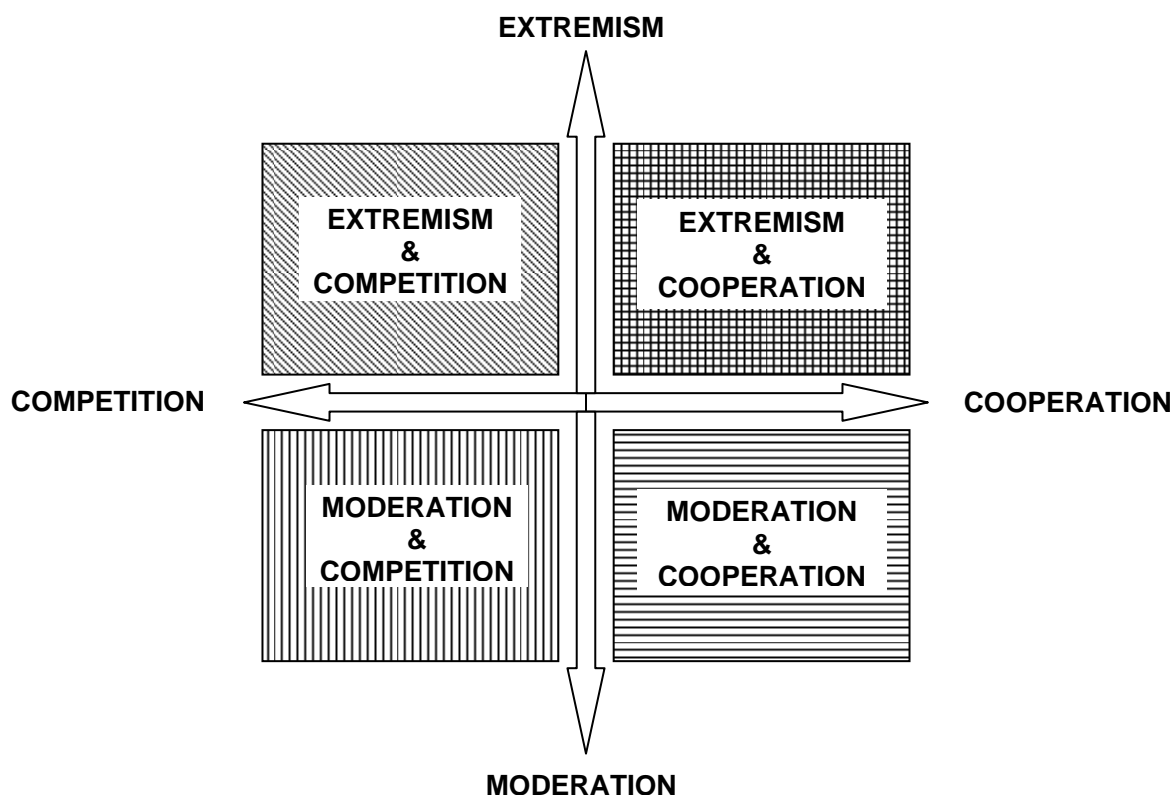 EXTREMISM
EXTREMISM
&
COMPETITION
EXTREMISM
&
COOPERATION
COMPETITION
COOPERATION
MODERATION
&
COMPETITION
MODERATION
&
COOPERATION
MODERATION